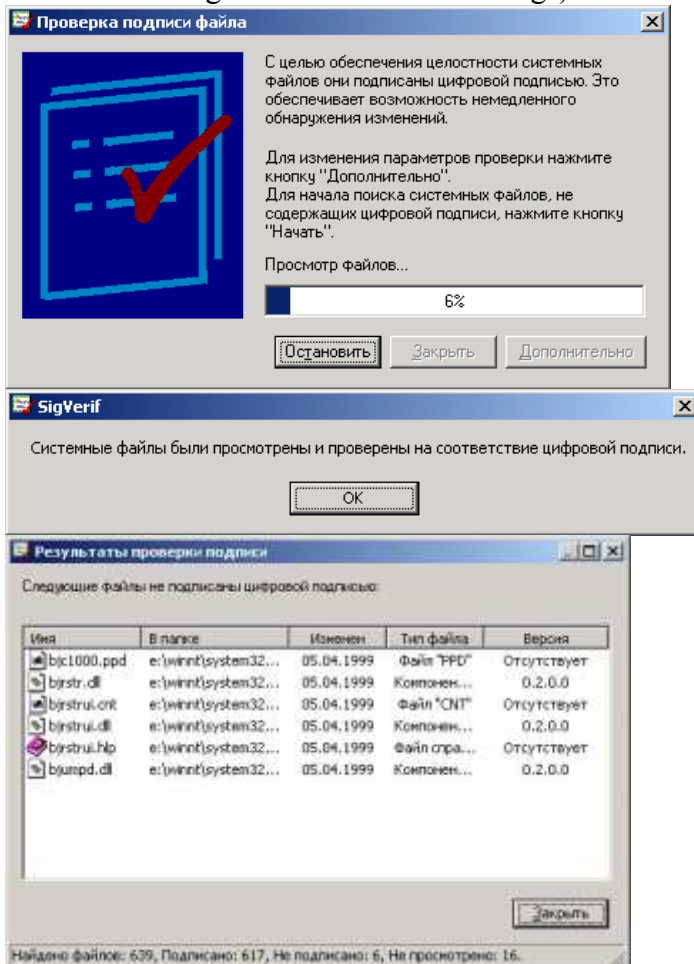 Проверка подписи файла
С целью обеспечения целостности системных
файлов они подписаны цифровой подписью. Это
обеспечивает возможность немедленного
обнаружения изменений.
Для изменения параметров проверки нажмите
кнопку "Дополнительно".
Для начала поиска системных файлов, не
содержащих цифровой подписи, нажмите кнопку
"Начать".
Просмотр файлов...
6%
Остановить Закрыть Дополнительно
SigVerif
Системные файлы были просмотрены и проверены на соответствие цифровой подписи.
OK
Результаты проверки подписи
Следующие файлы не подписаны цифровой подписью:
Имя В папке Изменен Тип файла Версия
bjc1000.ppd e:\winnt\system32... 05.04.1999 Файл "PPD" Отсутствует
bjrstr.dll e:\winnt\system32... 05.04.1999 Компонен... 0.2.0.0
bjrstrui.cnt e:\winnt\system32... 05.04.1999 Файл "CNT" Отсутствует
bjrstrui.dll e:\winnt\system32... 05.04.1999 Компонен... 0.2.0.0
bjrstrui.hlp e:\winnt\system32... 05.04.1999 Файл спра... Отсутствует
bjumpd.dll e:\winnt\system32... 05.04.1999 Компонен... 0.2.0.0
Закрыть
Найдено файлов: 639, Подписано: 617, Не подписано: 6, Не просмотрено: 16.